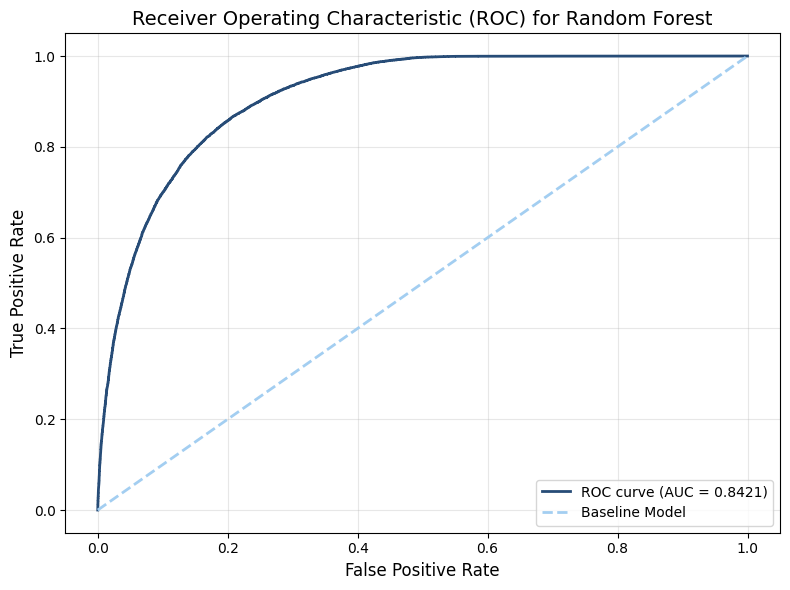 Receiver Operating Characteristic (ROC) for Random Forest
True Positive Rate
1.0
0.8
0.6
0.4
0.2
0.0
0.0 0.2 0.4 0.6 0.8 1.0
False Positive Rate
ROC curve (AUC = 0.8421)
Baseline Model